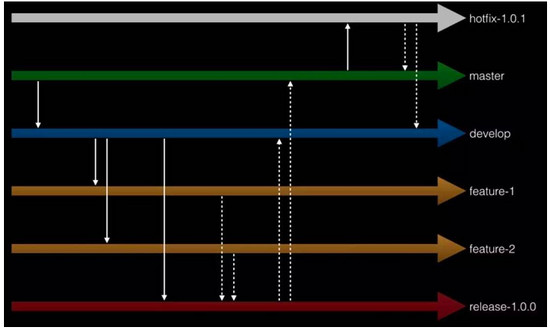 hotfix-1.0.1
master
develop
feature-1
feature-2
release-1.0.0